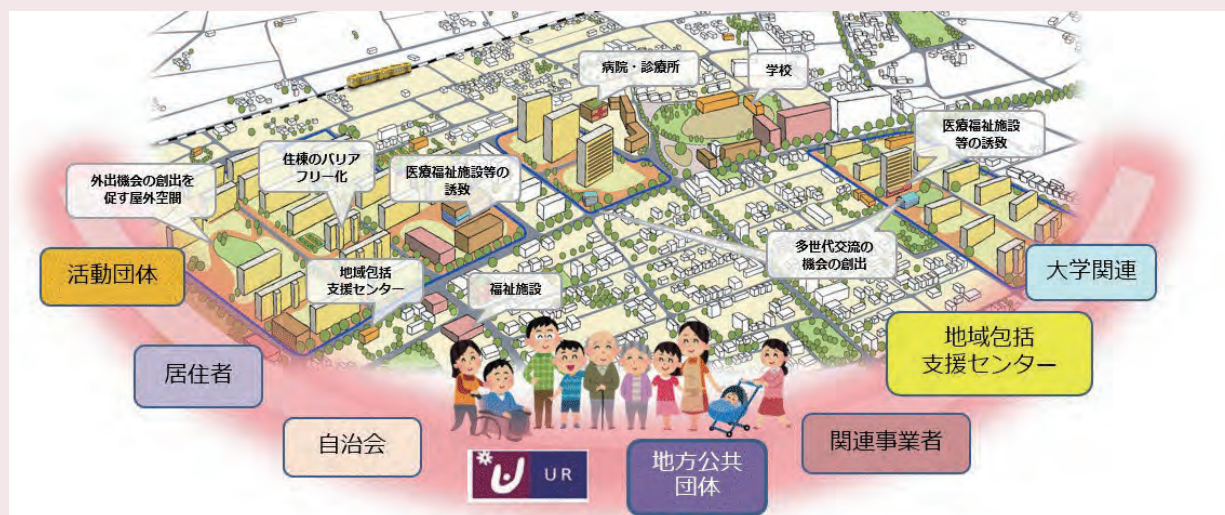 病院・診療所
学校
医療福祉施設
等の誘致
住棟のバリア
フリー化
医療福祉施設等の
誘致
外出機会の創出を
促す屋外空間
多世代交流の
機会の創出
地域包括
支援センター
福祉施設
活動団体
大学関連
居住者
地域包括
支援センター
自治会
UR
地方公共
団体
関連事業者